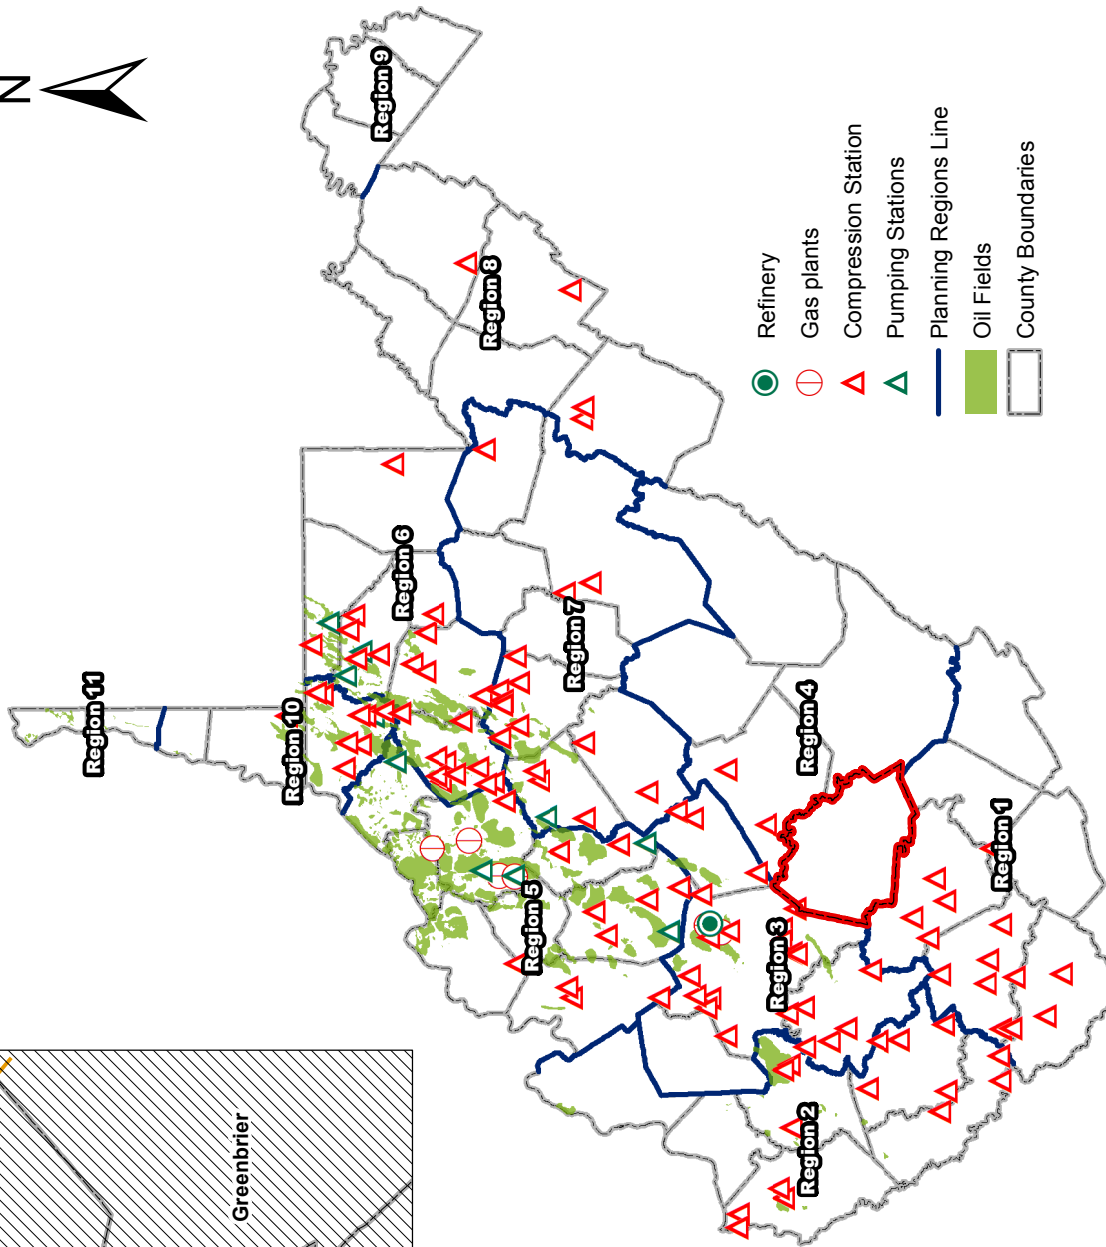 N
Region 11
Region 10
Region 9
Region 8
Region 6
Region 7
Region 5
Region 4
Region 3
Region 2
Region 1
Greenbrier
Refinery
Gas plants
Compression Station
Pumping Stations
Planning Regions Line
Oil Fields
County Boundaries